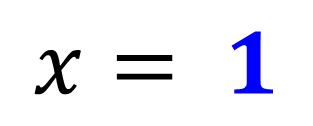 x = 1